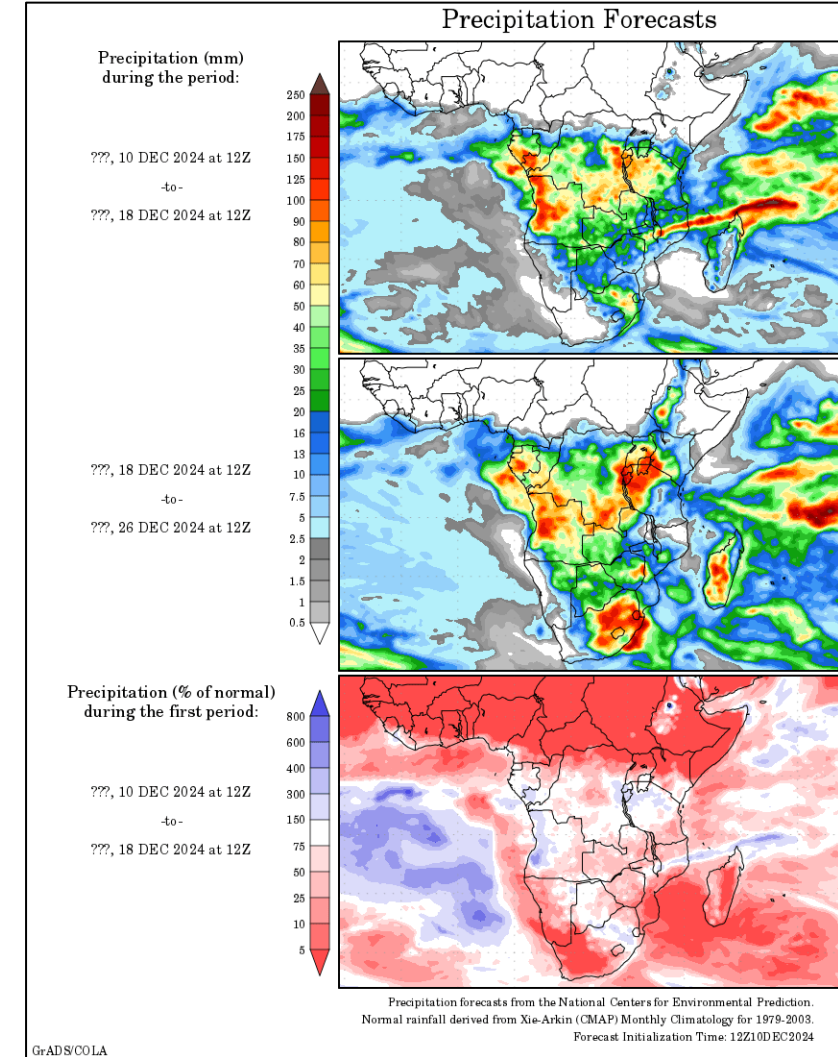 Precipitation Forecasts
Precipitation (mm)
during the period:
???, 10 DEC 2024 at 12Z
-to-
???, 18 DEC 2024 at 12Z
250
200
175
150
125
100
90
80
70
60
50
40
35
30
25
20
16
13
10
7.5
5
2.5
2
1.5
1
0.5
???, 18 DEC 2024 at 12Z
-to-
???, 26 DEC 2024 at 12Z
Precipitation (% of normal)
during the first period:
???, 10 DEC 2024 at 12Z
-to-
???, 18 DEC 2024 at 12Z
800
600
400
300
150
75
50
25
10
5
Precipitation forecasts from the National Centers for Environmental Prediction.
Normal rainfall derived from Xie-Arkin (CMAP) Monthly Climatology for 1979-2003.
Forecast Initialization Time: 12Z10DEC2024
GrADS/COLA